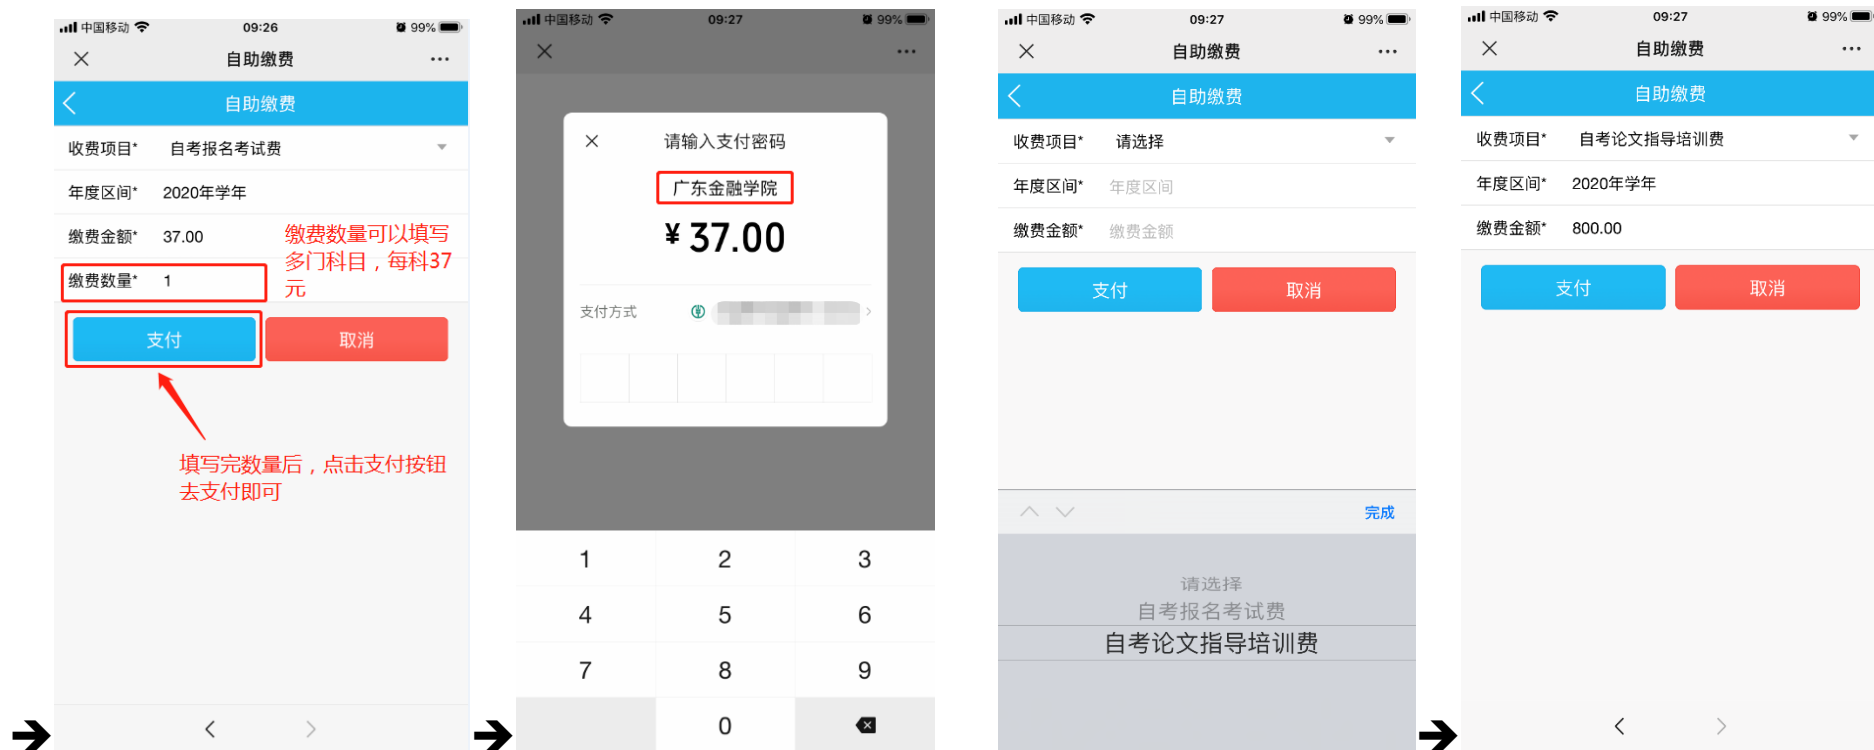 中国移动 09:26 99%
自助缴费
自助缴费
收费项目* 自考报名考试费
年度区间* 2020年学年
缴费金额* 37.00
缴费数量可以填写
多门科目，每科37
元
缴费数量* 1
支付 取消
填写完数量后，点击支付按钮
去支付即可
中国移动 09:27 99%
请输入支付密码
广东金融学院
¥ 37.00
支付方式
1 2 3
4 5 6
7 8 9
0
中国移动 09:27 99%
自助缴费
自助缴费
收费项目* 请选择
年度区间* 年度区间
缴费金额* 缴费金额
支付 取消
完成
请选择
自考报名考试费
自考论文指导培训费
中国移动 09:27 99%
自助缴费
自助缴费
收费项目* 自考论文指导培训费
年度区间* 2020年学年
缴费金额* 800.00
支付 取消